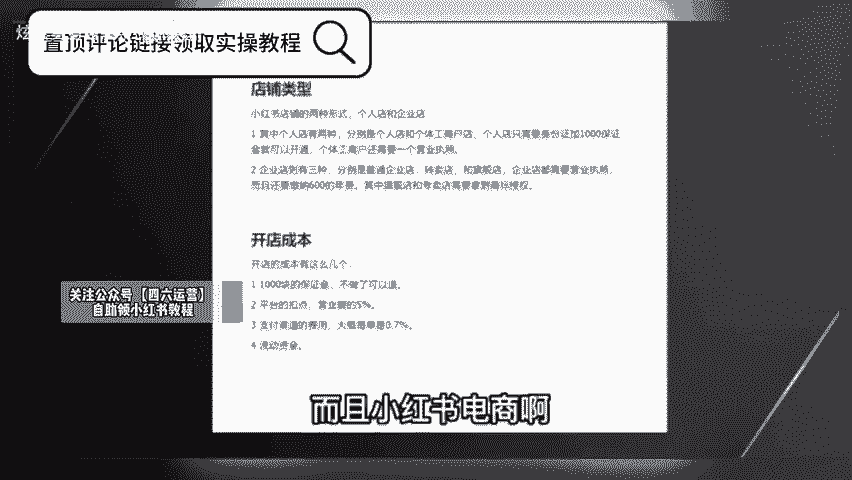 置顶评论链接领取实操教程
店铺类型
小红书店铺的两种形式，个人店和企业店
1 其中个人店有两种，分别是个人店和个体工商户店，个人店只需要身份证加1000保证
金就可以开通，个体工商户还需要一个营业执照。
2 企业店则有三种，分别是普通企业店，专卖店，和旗舰店，企业店都需要营业执照，
而且还要缴纳600的年费。其中旗舰店和专卖店需要拿到品牌授权。
开店成本
开店的成本有这么几个
1 1000块的保证金，不做了可以退。
2 平台的扣点，营业额的5%。
3 支付渠道的费用，大概每单是0.7%。
4 流动资金。
关注公众号【四六运营】
自助领小红书教程
而且小红书电商啊